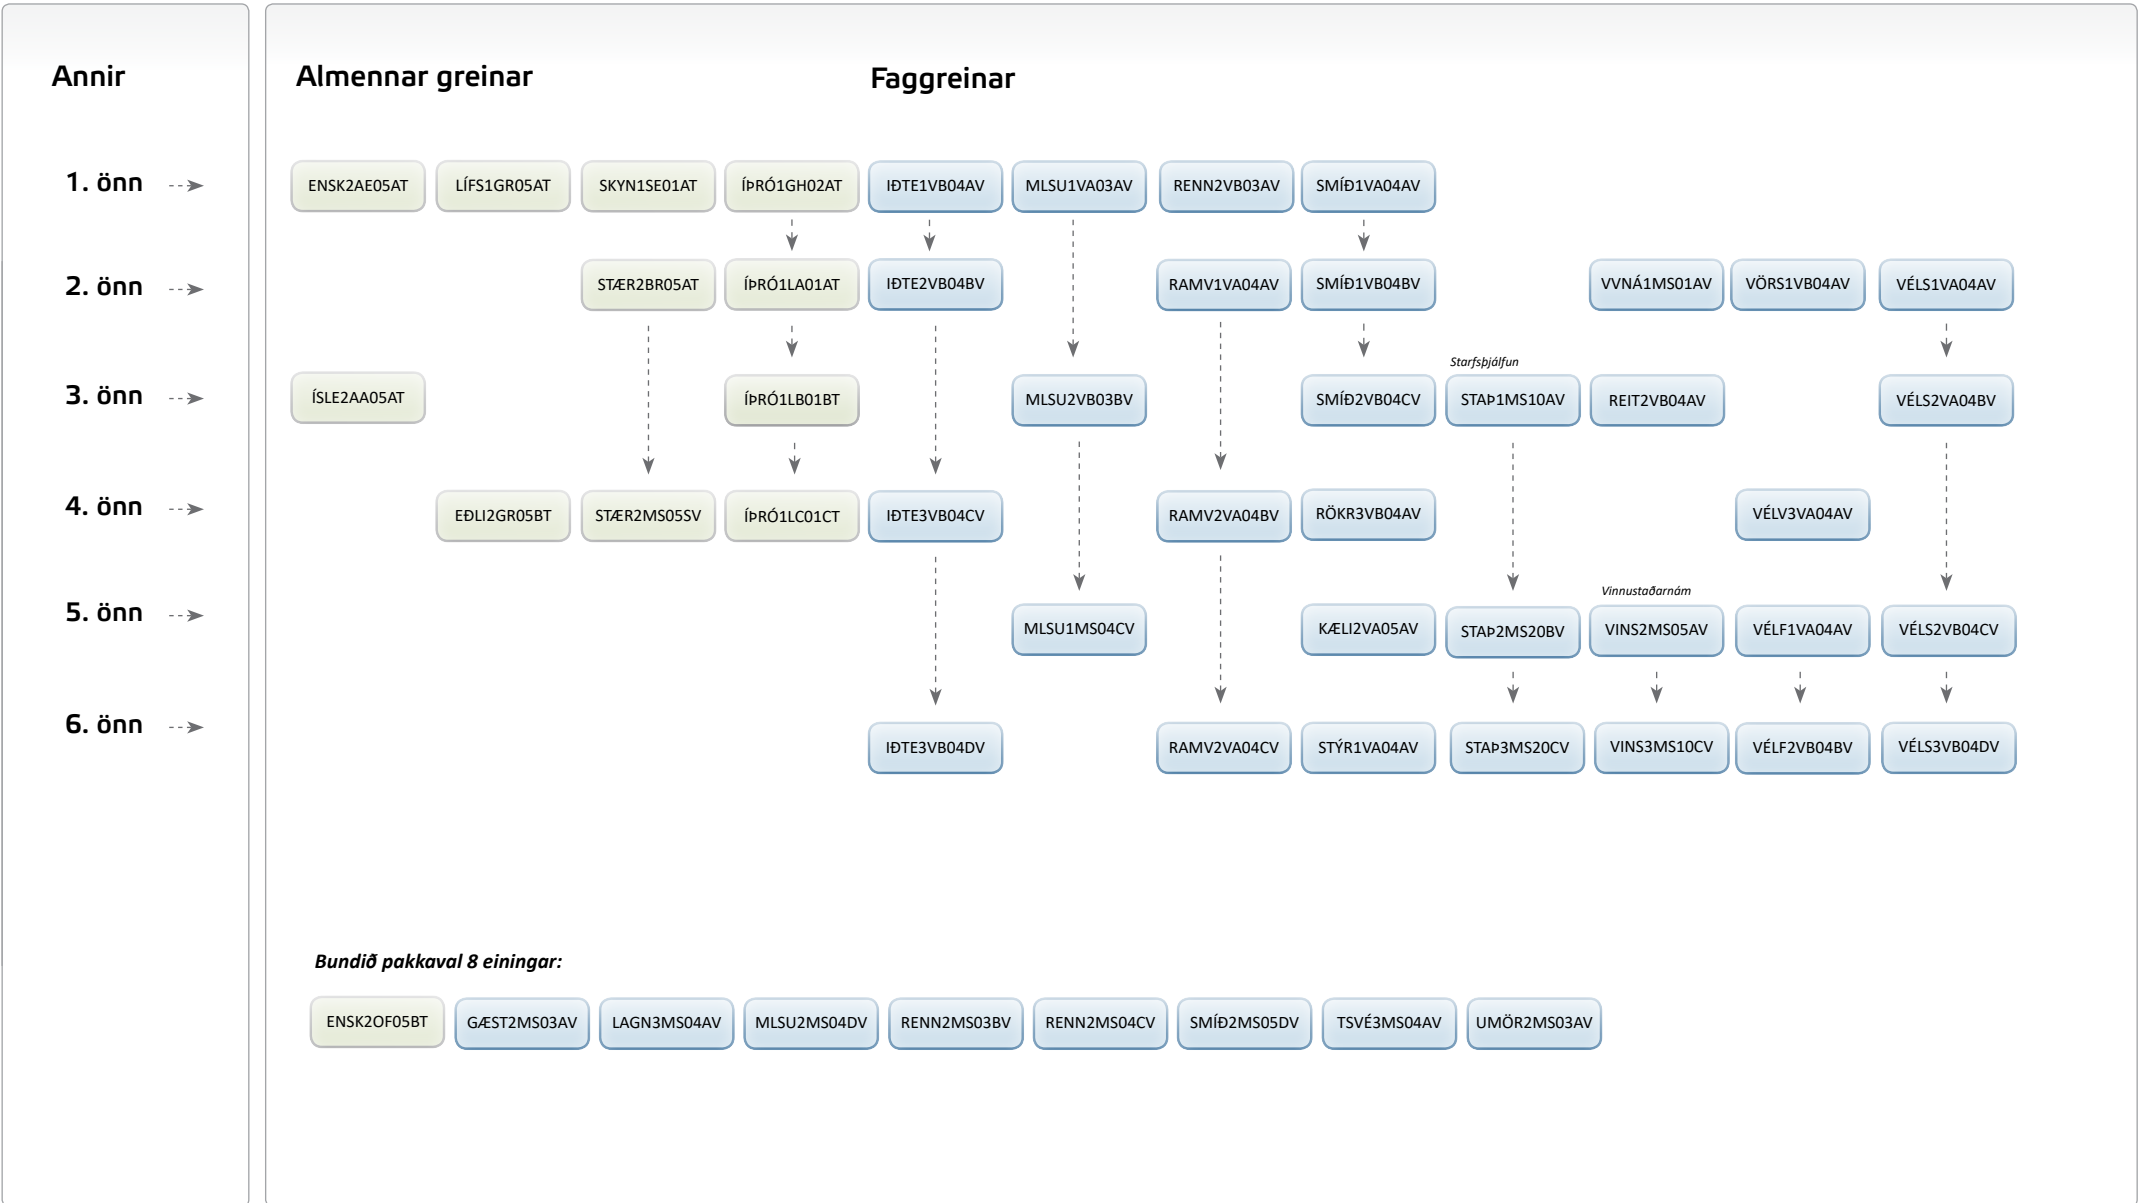 Annir
Almennar greinar
Faggreinar
1. önn
ENSK2AE05AT LÍFS1GR05AT SKYN1SE01AT ÍÞRÓ1GH02AT IÐTE1VB04AV MLSU1VA03AV RENN2VB03AV SMÍÐ1VA04AV
2. önn
STÆR2BR05AT ÍÞRÓ1LA01AT IÐTE2VB04BV RAMV1VA04AV SMÍÐ1VB04BV VVNÁ1MS01AV VÖRS1VB04AV VÉLS1VA04AV
Starfsþjálfun
3. önn
ÍSLE2AA05AT ÍÞRÓ1LB01BT MLSU2VB03BV SMÍÐ2VB04CV STAÞ1MS10AV REIT2VB04AV VÉLS2VA04BV
4. önn
EÐLI2GR05BT STÆR2MS05SV ÍÞRÓ1LC01CT IÐTE3VB04CV RAMV2VA04BV RÖKR3VB04AV VÉLV3VA04AV
Vinnustaðarnám
5. önn
MLSU1MS04CV KÆLI2VA05AV STAÞ2MS20BV VINS2MS05AV VÉLF1VA04AV VÉLS2VB04CV
6. önn
IÐTE3VB04DV RAMV2VA04CV STÝR1VA04AV STAÞ3MS20CV VINS3MS10CV VÉLF2VB04BV VÉLS3VB04DV
Bundið pakkaval 8 einingar:
ENSK2OF05BT GÆST2MS03AV LAGN3MS04AV MLSU2MS04DV RENN2MS03BV RENN2MS04CV SMÍÐ2MS05DV TSVÉ3MS04AV UMÖR2MS03AV